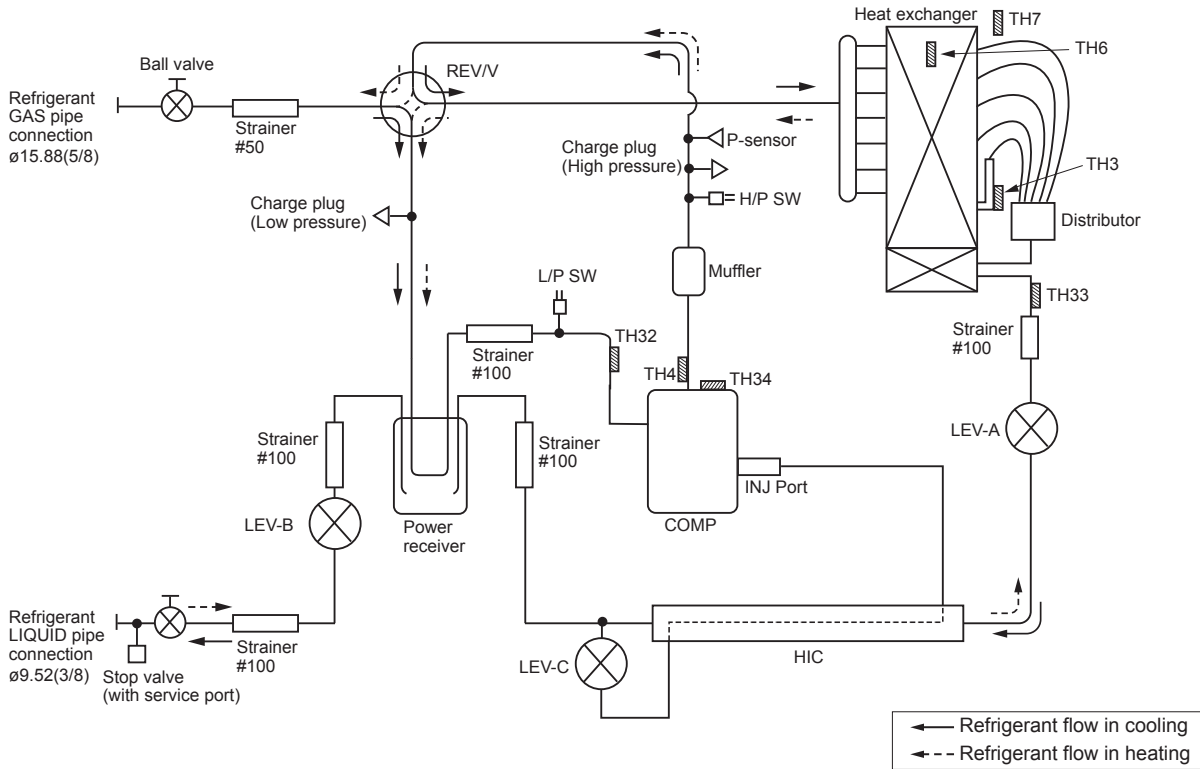 Heat exchanger
TH7
TH6
Ball valve
REV/V
Refrigerant
GAS pipe
connection
ø15.88(5/8)
Strainer
#50
P-sensor
Charge plug
(High pressure)
TH3
H/P SW
Charge plug
(Low pressure)
Distributor
Muffler
L/P SW
TH33
TH32
Strainer
#100
Strainer
#100
TH4
TH34
LEV-A
Strainer
#100
Strainer
#100
INJ Port
LEV-B
COMP
Power
receiver
Refrigerant
LIQUID pipe
connection
ø9.52(3/8)
Strainer
#100
HIC
LEV-C
Stop valve
(with service port)
Refrigerant flow in cooling
Refrigerant flow in heating